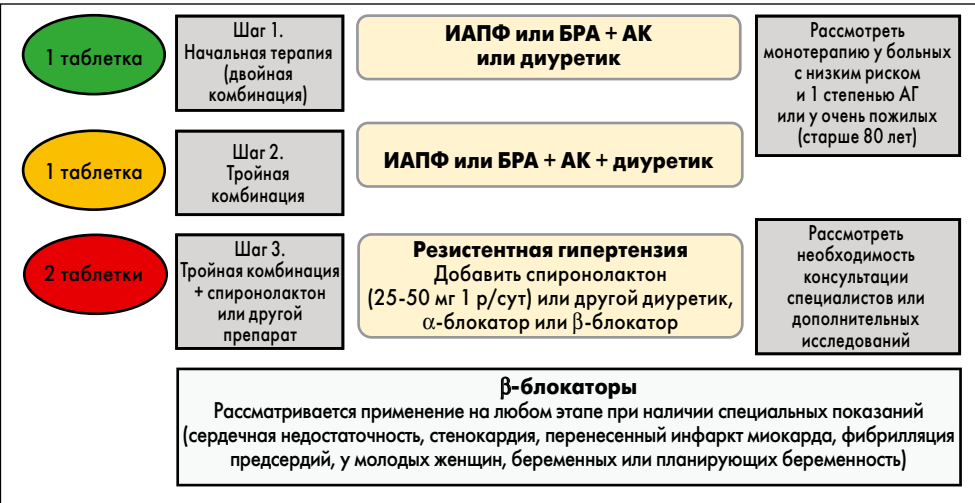 1 таблетка
Шаг 1.
Начальная терапия
(двойная
комбинация)
ИАПФ или БРА + АК
или диуретик
Рассмотреть
монотерапию у больных
с низким риском
и 1 степенью АГ
или у очень пожилых
(старше 80 лет)
1 таблетка
Шаг 2.
Тройная
комбинация
ИАПФ или БРА + АК + диуретик
2 таблетки
Шаг 3.
Тройная комбинация
+ спиронолактон
или другой
препарат
Резистентная гипертензия
Добавить спиронолактон
(25-50 мг 1 р/сут) или другой диуретик,
α-блокатор или β-блокатор
Рассмотреть
необходимость
консультации
специалистов или
дополнительных
исследований
β-блокаторы
Рассматривается применение на любом этапе при наличии специальных показаний
(сердечная недостаточность, стенокардия, перенесенный инфаркт миокарда, фибрилляция
предсердий, у молодых женщин, беременных или планирующих беременность)